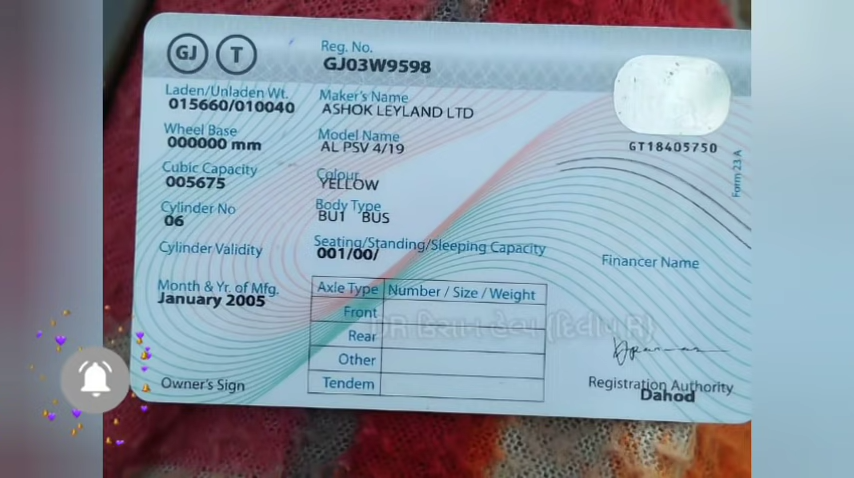 GJ T
Reg. No.
GJ03W9598
Laden/Unladen Wt.
015660/010040
Maker's Name
ASHOK LEYLAND LTD
Wheel Base
000000 mm
Model Name
AL PSV 4/19
GT18405750
Form 23 A
Cubic Capacity
005675
Colour
YELLOW
Cylinder No
06
Body Type
BU1 BUS
Cylinder Validity
Seating/Standing/Sleeping Capacity
001/00/
Financer Name
Month & Yr. of Mfg.
January 2005
Axle Type Number / Size / Weight
Front
Rear
Other
Tendem
DR કિશાન હેલ્પ (દિલીપ R)
Owner's Sign
Registration Authority
Dahod